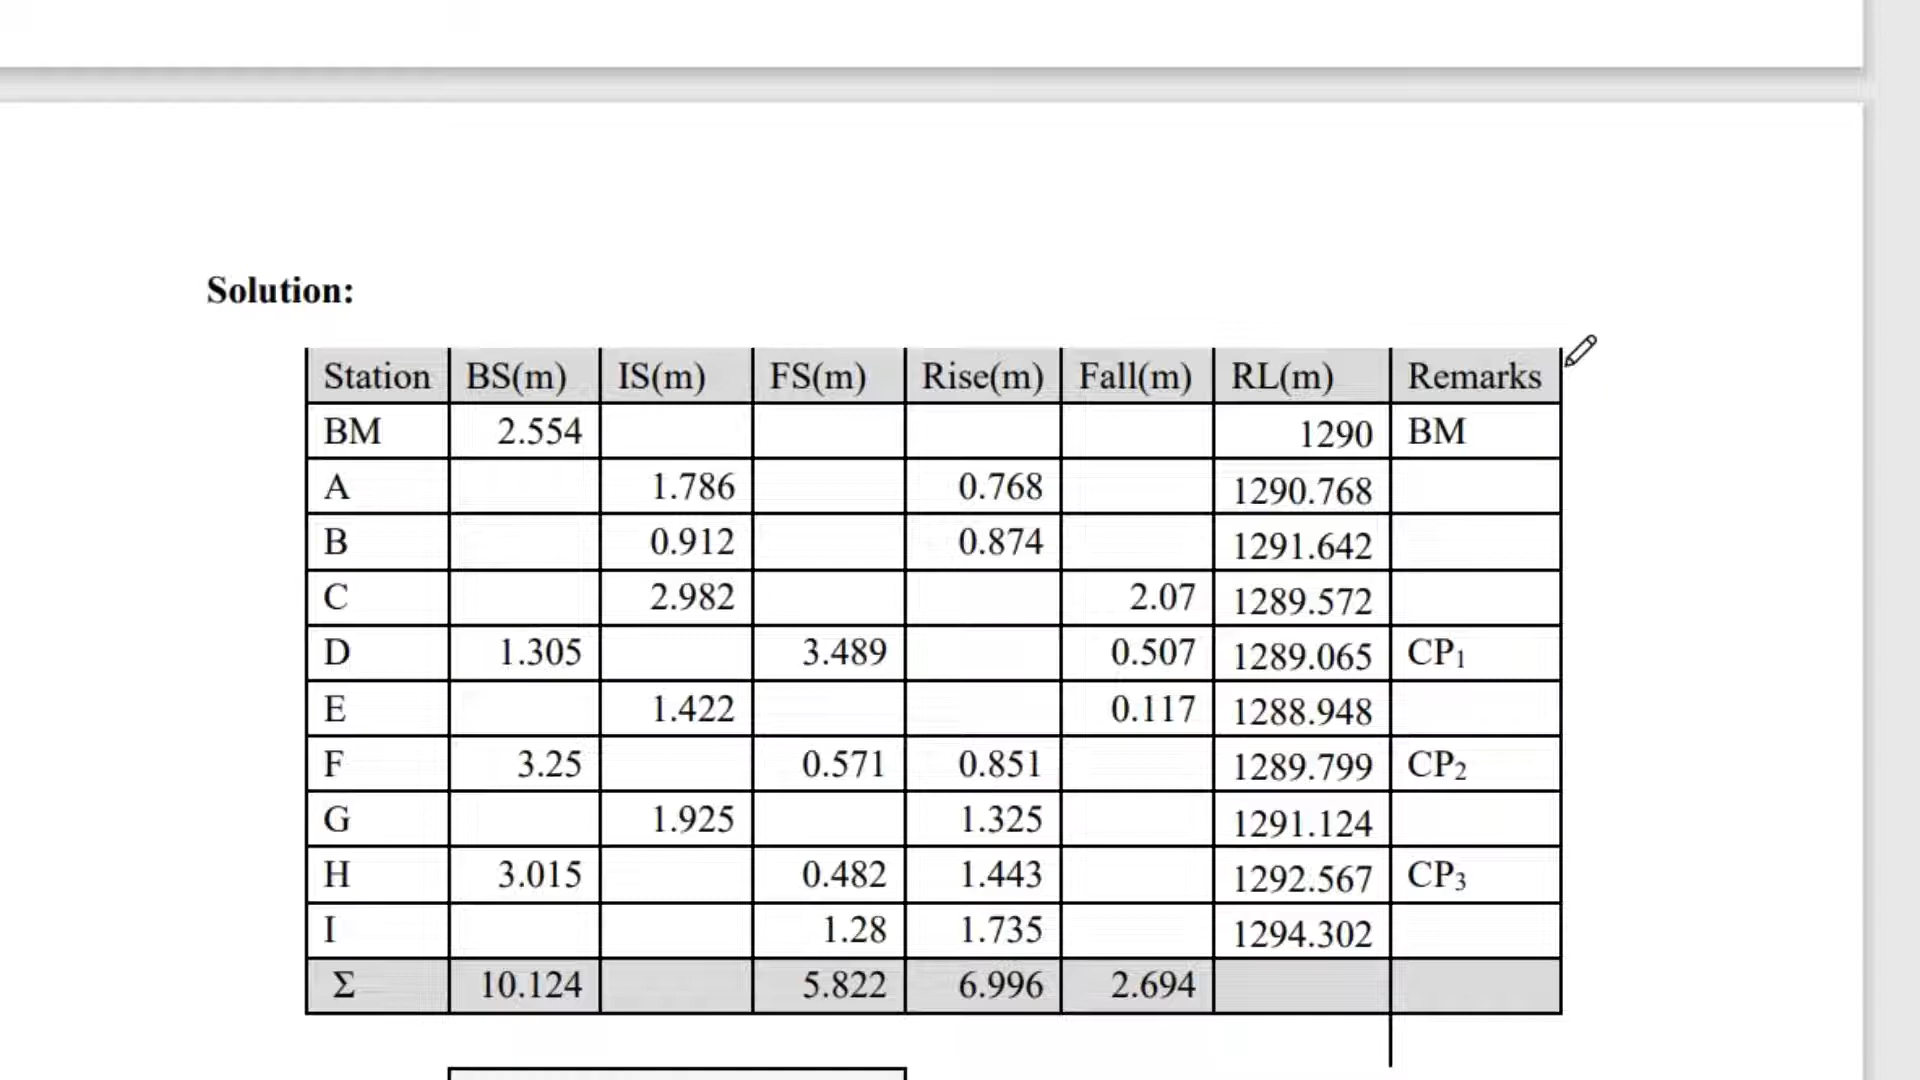 Solution:
Station BS(m) IS(m) FS(m) Rise(m) Fall(m) RL(m) Remarks
BM 2.554 1290 BM
A 1.786 0.768 1290.768
B 0.912 0.874 1291.642
C 2.982 2.07 1289.572
D 1.305 3.489 0.507 1289.065 CP₁
E 1.422 0.117 1288.948
F 3.25 0.571 0.851 1289.799 CP₂
G 1.925 1.325 1291.124
H 3.015 0.482 1.443 1292.567 CP₃
I 1.28 1.735 1294.302
Σ 10.124 5.822 6.996 2.694